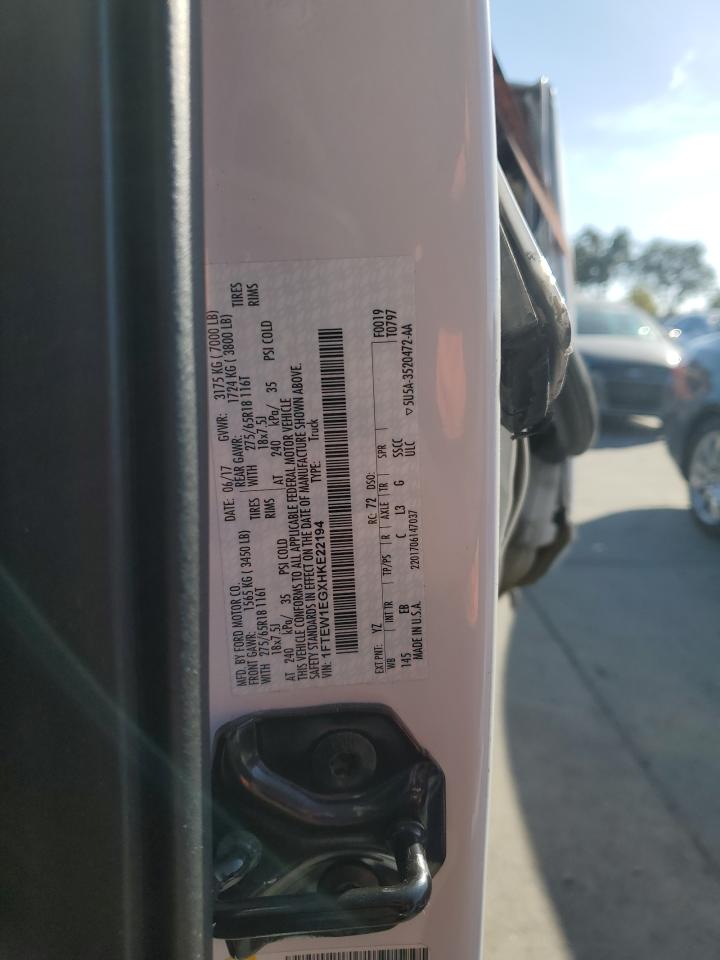 MFD. BY FORD MOTOR CO. DATE: 06/17 GVWR: 3175 KG (7000 LB)
FRONT GAWR: 1565 KG (3450 LB) REAR GAWR: 1724 KG (3800 LB)
WITH 275/65R18 116T TIRES WITH 275/65R18 116T TIRES
18x7.5J RIMS 18x7.5J RIMS
AT 240 kPa/ 35 PSI COLD AT 240 kPa/ 35 PSI COLD
THIS VEHICLE CONFORMS TO ALL APPLICABLE FEDERAL MOTOR VEHICLE
SAFETY STANDARDS IN EFFECT ON THE DATE OF MANUFACTURE SHOWN ABOVE.
VIN: 1FTEW1EGXHKE22194 TYPE: Truck
EXT PNT: YZ RC: 72 DSO: F0019
WB INT TR TP/PS R AXLE TR SPR T0797
145 EB C L3 G SSCC ▽ 5U5A-3520472-AA
MADE IN U.S.A. 2201706147037 ULC